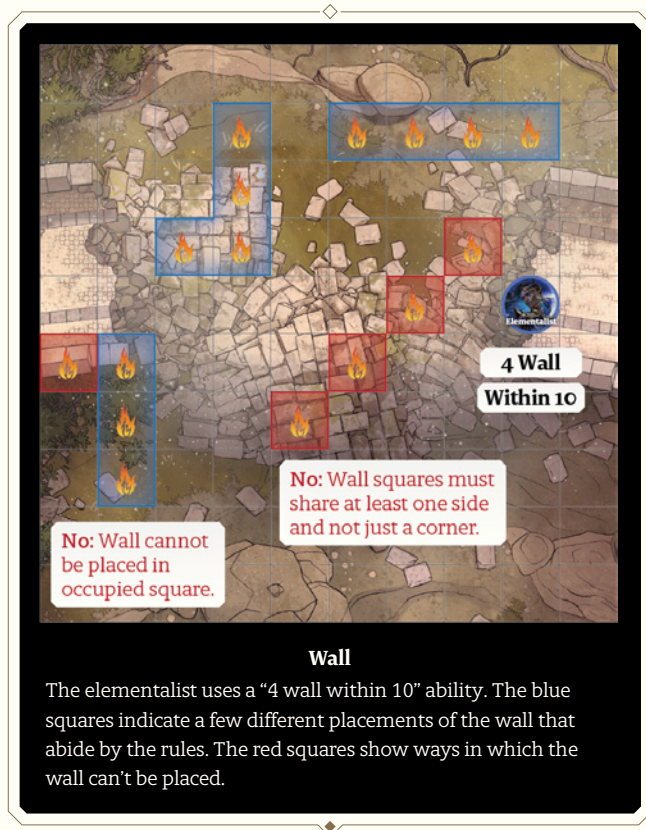 Elementalist
4 Wall
Within 10
No: Wall squares must
share at least one side
and not just a corner.
No: Wall cannot
be placed in
occupied square.
Wall
The elementalist uses a “4 wall within 10” ability. The blue
squares indicate a few different placements of the wall that
abide by the rules. The red squares show ways in which the
wall can’t be placed.